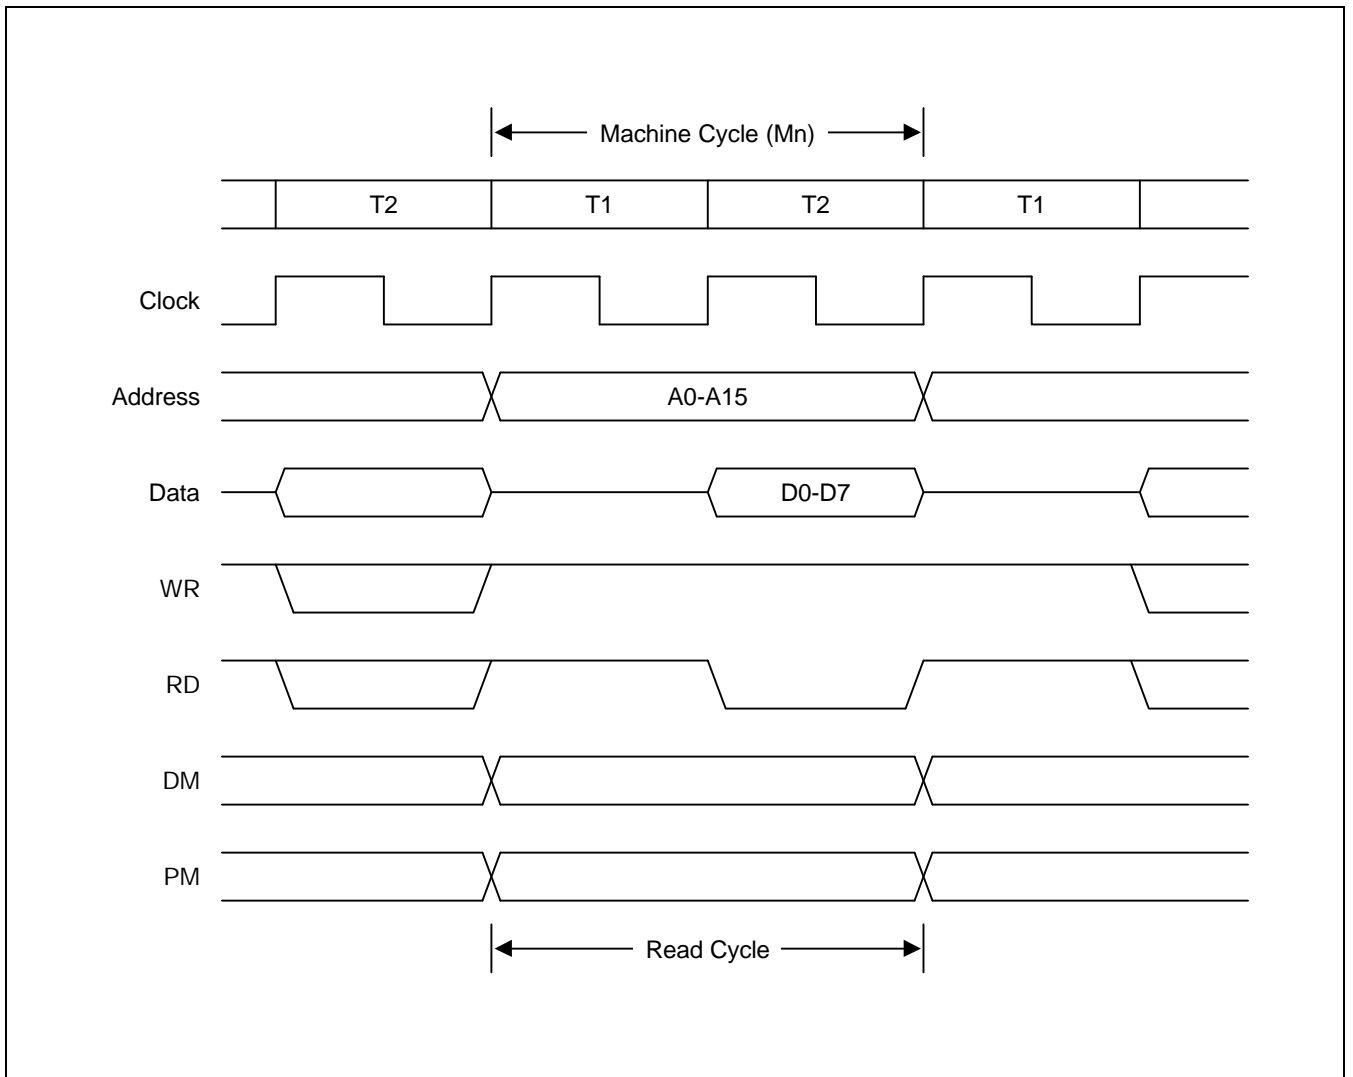 Machine Cycle (Mn)
T2 T1 T2 T1
Clock
Address A0-A15
Data D0-D7
WR
RD
DM
PM
Read Cycle